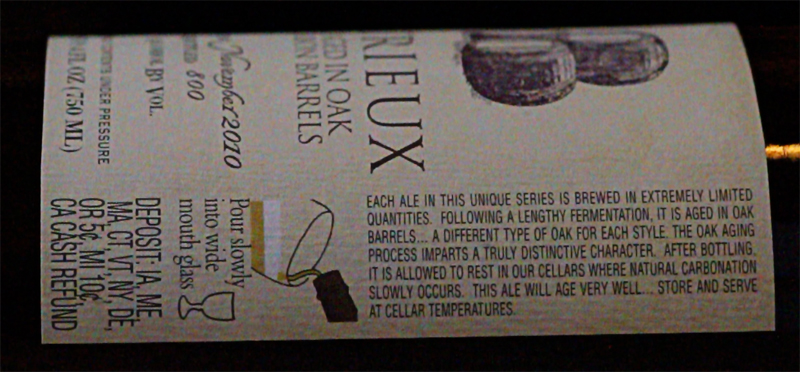 RIEUX
IN OAK
BARRELS
November 2010
800
BY VOL.
UNDER PRESSURE
FL. OZ. (750 ML)
EACH ALE IN THIS UNIQUE SERIES IS BREWED IN EXTREMELY LIMITED
QUANTITIES. FOLLOWING A LENGTHY FERMENTATION, IT IS AGED IN OAK
BARRELS... A DIFFERENT TYPE OF OAK FOR EACH STYLE. THE OAK AGING
PROCESS IMPARTS A TRULY DISTINCTIVE CHARACTER. AFTER BOTTLING,
IT IS ALLOWED TO REST IN OUR CELLARS WHERE NATURAL CARBONATION
SLOWLY OCCURS. THIS ALE WILL AGE VERY WELL... STORE AND SERVE
AT CELLAR TEMPERATURES.
Pour slowly
into wide
mouth glass
DEPOSIT: IA, ME,
MA, CT, VT, NY, DE,
OR 5¢, MI 10¢,
CA CASH REFUND